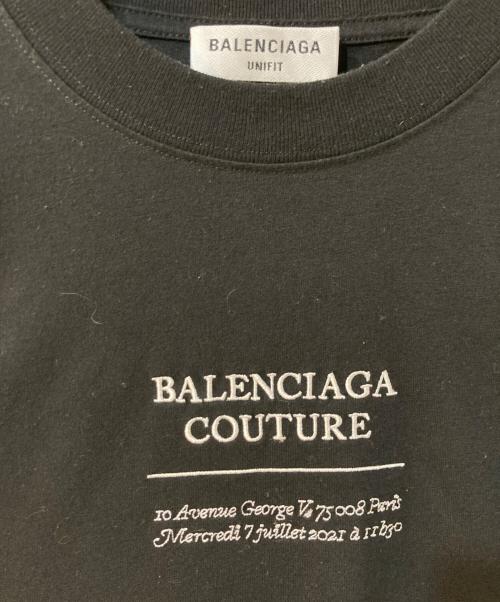 BALENCIAGA
UNIFIT
BALENCIAGA
COUTURE
10 Avenue George V, 75008 Paris
Mercredi 7 juillet 2021 à 11h30